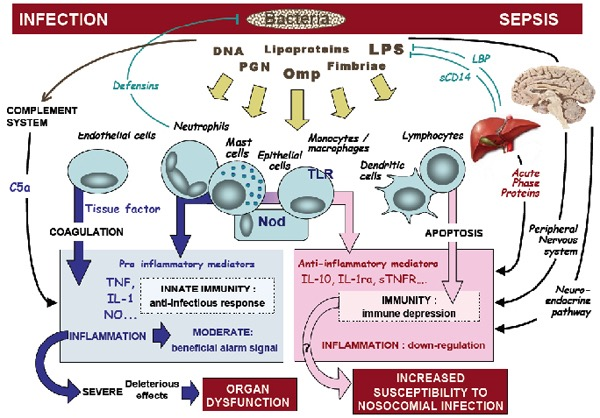 INFECTION
Bacteria
SEPSIS
DNA
Lipoproteins
LPS
PGN
Fimbriae
Omp
LBP
sCD14
Defensins
COMPLEMENT
SYSTEM
Endothelial cells
Neutrophils
Mast
cells
Epithelial
cells
Monocytes /
macrophages
Lymphocytes
Dendritic
cells
TLR
Nod
C5a
Tissue factor
COAGULATION
APOPTOSIS
Acute
Phase
Proteins
Peripheral
Nervous
system
Neuro-
endocrine
pathway
Pro inflammatory mediators
TNF,
IL-1
NO...
INNATE IMMUNITY :
anti-infectious response
INFLAMMATION
MODERATE:
beneficial alarm signal
Anti-inflammatory mediators
IL-10, IL-1ra, sTNFR...
IMMUNITY :
immune depression
?
INFLAMMATION : down-regulation
SEVERE
Deleterious
effects
ORGAN
DYSFUNCTION
INCREASED
SUSCEPTIBILITY TO
NOSOCOMIAL INFECTION